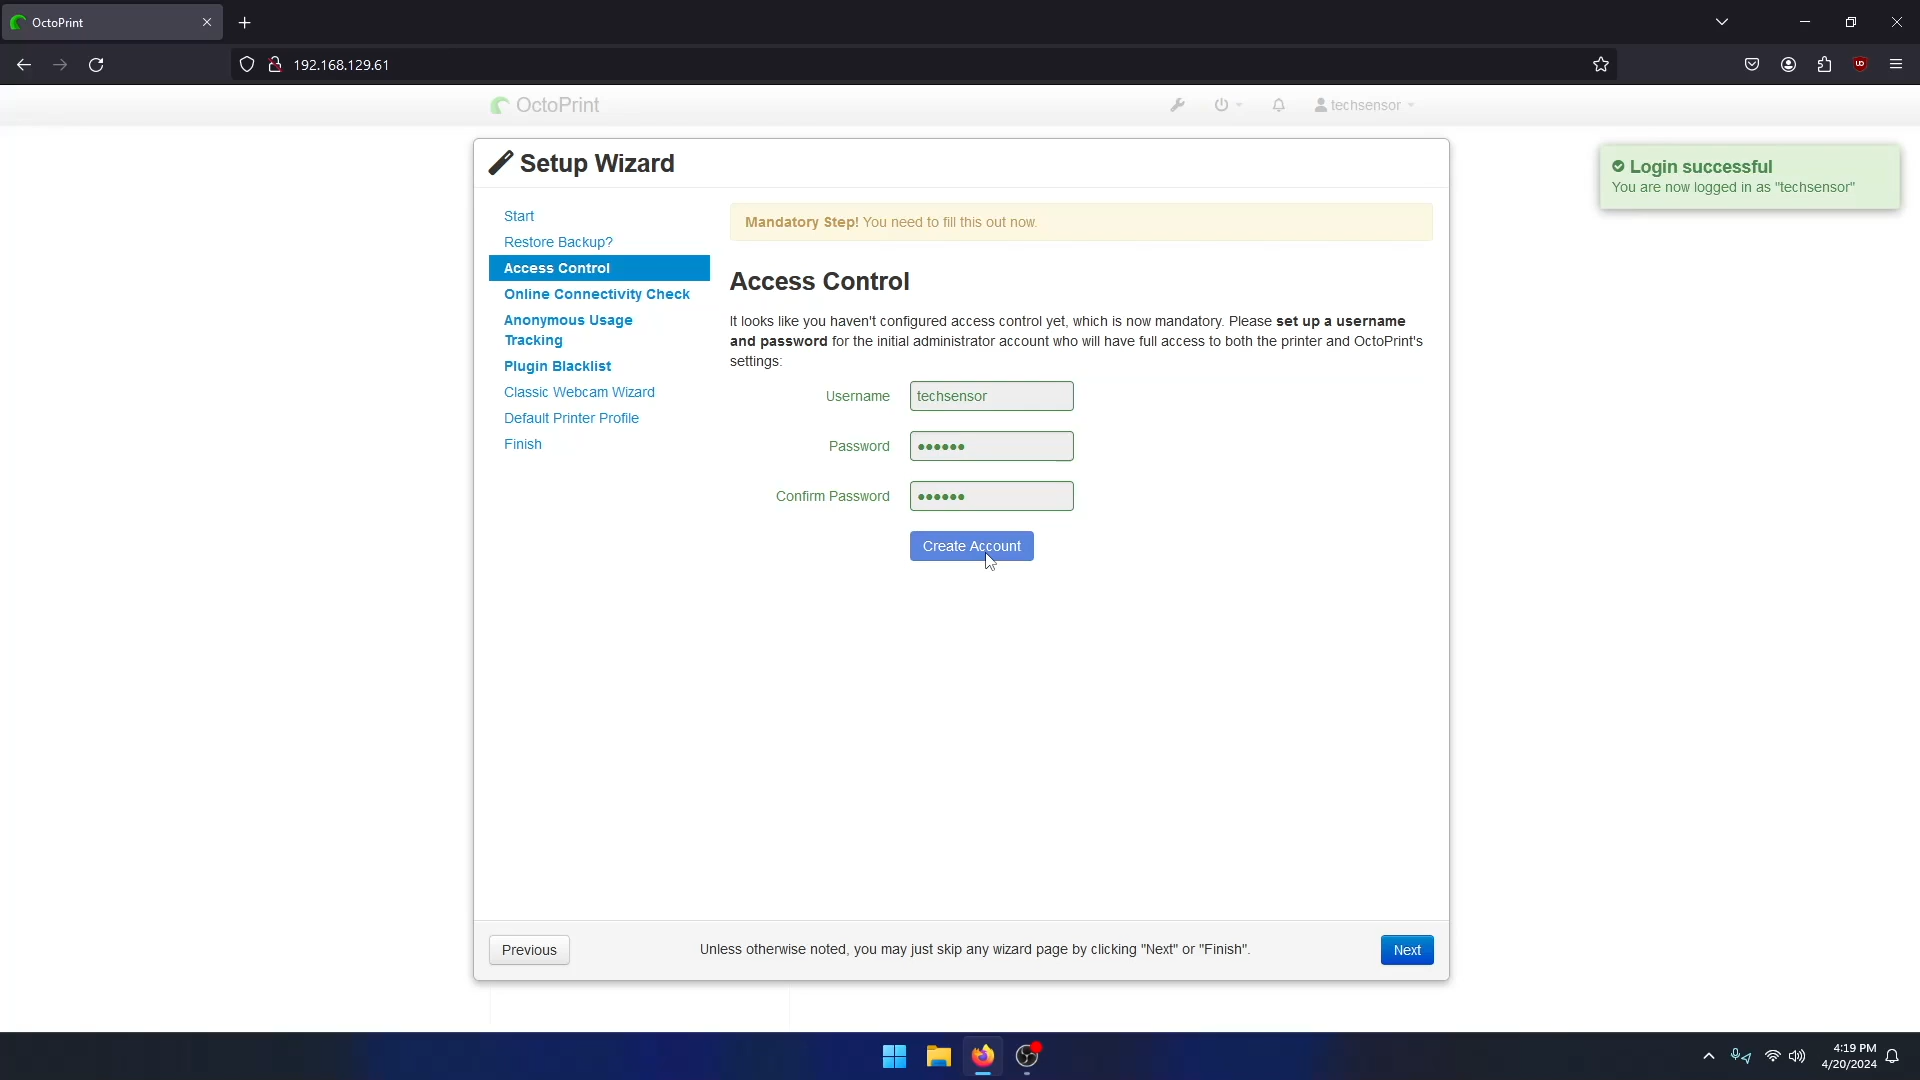 OctoPrint
192.168.129.61
OctoPrint
techsensor
Setup Wizard
Login successful
You are now logged in as "techsensor"
Start
Restore Backup?
Access Control
Online Connectivity Check
Anonymous Usage
Tracking
Plugin Blacklist
Classic Webcam Wizard
Default Printer Profile
Finish
Mandatory Step! You need to fill this out now.
Access Control
It looks like you haven't configured access control yet, which is now mandatory. Please set up a username
and password for the initial administrator account who will have full access to both the printer and OctoPrint's
settings:
Username
techsensor
Password
●●●●●●
Confirm Password
●●●●●●
Create Account
Previous
Unless otherwise noted, you may just skip any wizard page by clicking "Next" or "Finish".
Next
4:19 PM
4/20/2024